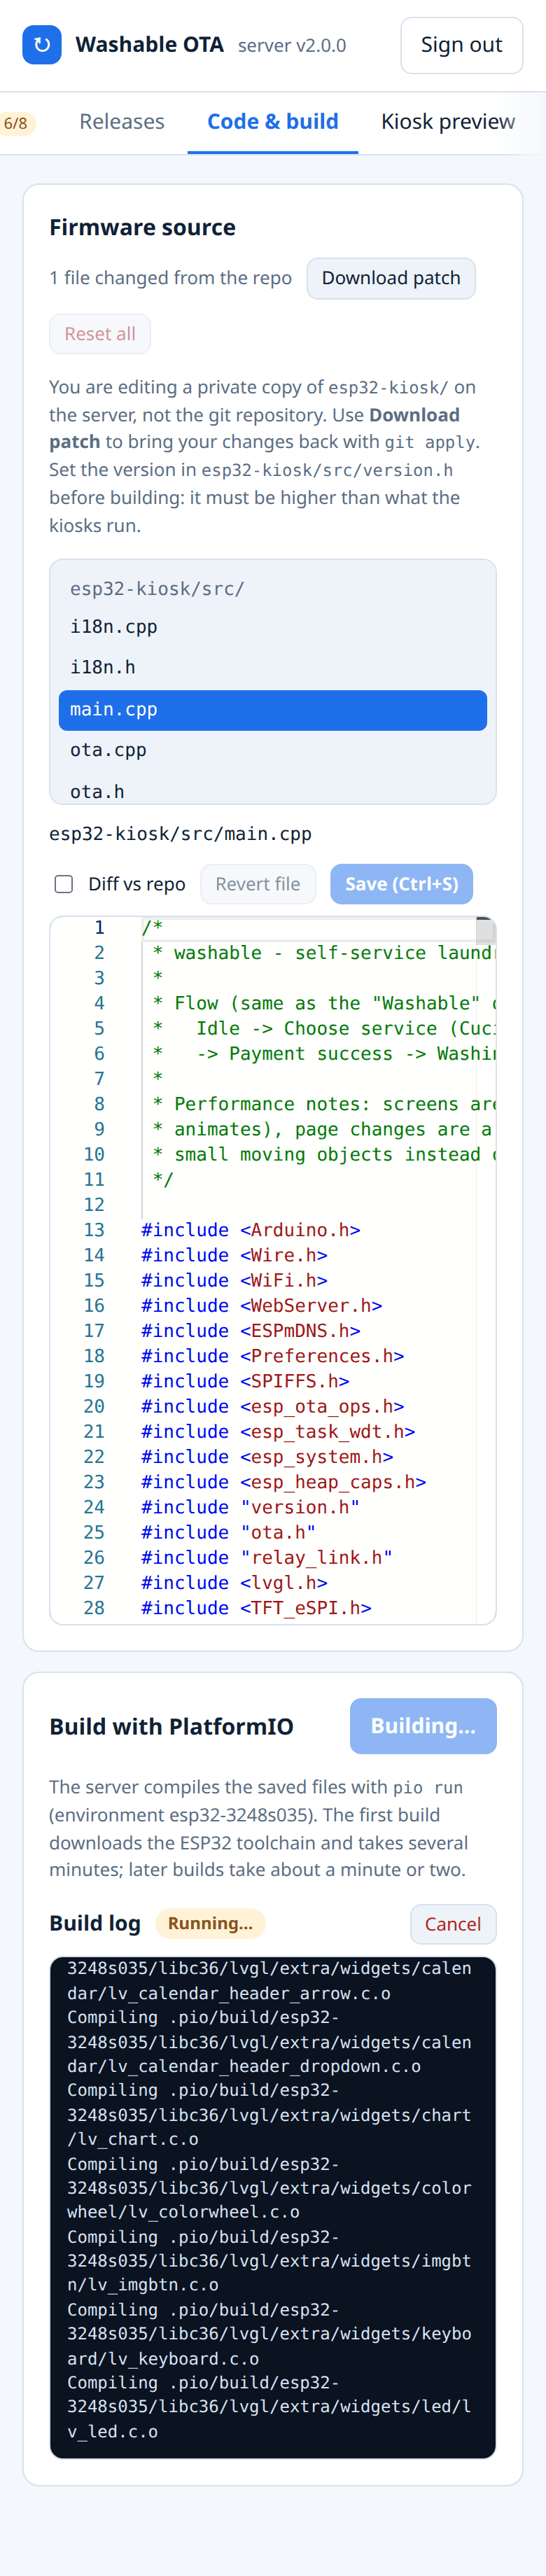 ↻ Washable OTA server v2.0.0 Sign out
6/8 Releases Code & build Kiosk preview
Firmware source
1 file changed from the repo Download patch
Reset all
You are editing a private copy of esp32-kiosk/ on
the server, not the git repository. Use Download
patch to bring your changes back with git apply.
Set the version in esp32-kiosk/src/version.h
before building: it must be higher than what the
kiosks run.
esp32-kiosk/src/
i18n.cpp
i18n.h
main.cpp
ota.cpp
ota.h
esp32-kiosk/src/main.cpp
Diff vs repo Revert file Save (Ctrl+S)
1 /*
2 * washable - self-service laund
3 *
4 * Flow (same as the "Washable"
5 * Idle -> Choose service (Cuc
6 * -> Payment success -> Washi
7 *
8 * Performance notes: screens are
9 * animates), page changes are a
10 * small moving objects instead
11 */
12
13 #include <Arduino.h>
14 #include <Wire.h>
15 #include <WiFi.h>
16 #include <WebServer.h>
17 #include <ESPmDNS.h>
18 #include <Preferences.h>
19 #include <SPIFFS.h>
20 #include <esp_ota_ops.h>
21 #include <esp_task_wdt.h>
22 #include <esp_system.h>
23 #include <esp_heap_caps.h>
24 #include "version.h"
25 #include "ota.h"
26 #include "relay_link.h"
27 #include <lvgl.h>
28 #include <TFT_eSPI.h>
Build with PlatformIO Building...
The server compiles the saved files with pio run
(environment esp32-3248s035). The first build
downloads the ESP32 toolchain and takes several
minutes; later builds take about a minute or two.
Build log Running... Cancel
3248s035/libc36/lvgl/extra/widgets/calen
dar/lv_calendar_header_arrow.c.o
Compiling .pio/build/esp32-
3248s035/libc36/lvgl/extra/widgets/calen
dar/lv_calendar_header_dropdown.c.o
Compiling .pio/build/esp32-
3248s035/libc36/lvgl/extra/widgets/chart
/lv_chart.c.o
Compiling .pio/build/esp32-
3248s035/libc36/lvgl/extra/widgets/color
wheel/lv_colorwheel.c.o
Compiling .pio/build/esp32-
3248s035/libc36/lvgl/extra/widgets/imgbt
n/lv_imgbtn.c.o
Compiling .pio/build/esp32-
3248s035/libc36/lvgl/extra/widgets/keybo
ard/lv_keyboard.c.o
Compiling .pio/build/esp32-
3248s035/libc36/lvgl/extra/widgets/led/l
v_led.c.o